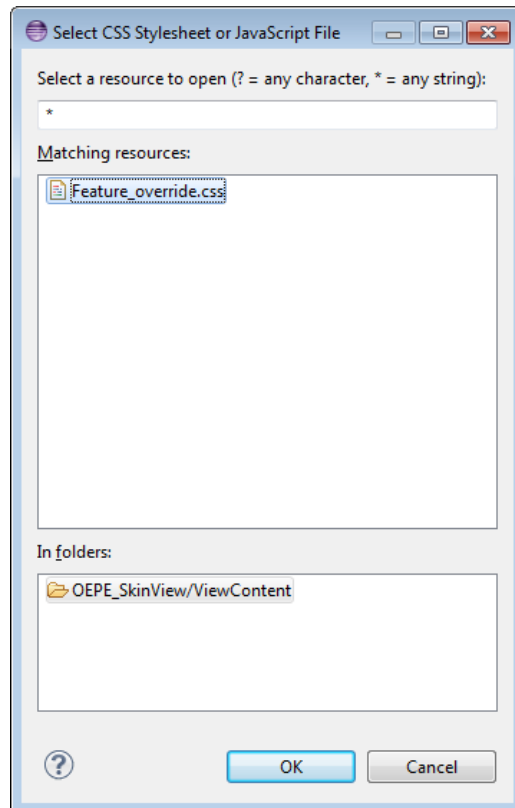 Select CSS Stylesheet or JavaScript File
Select a resource to open (? = any character, * = any string):
*
Matching resources:
Feature_override.css
In folders:
OEPE_SkinView/ViewContent
?
OK
Cancel